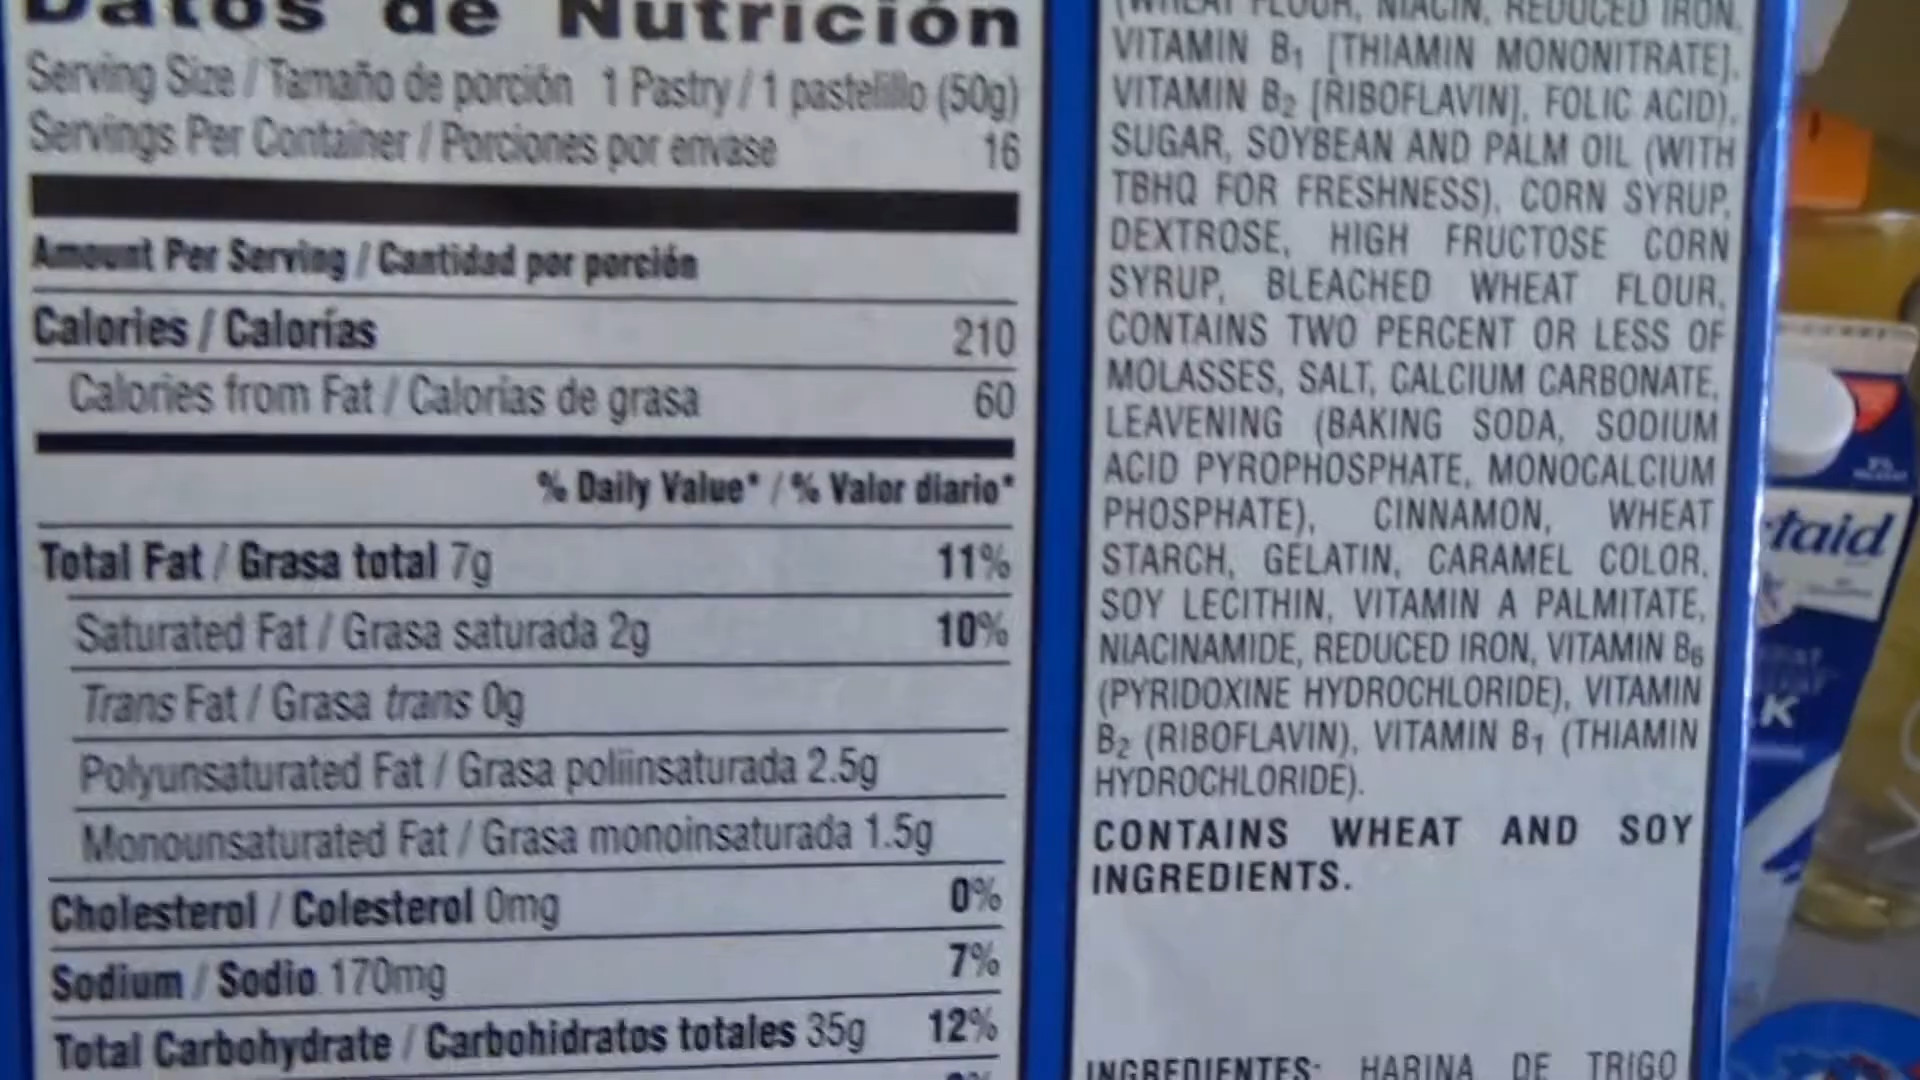 Datos de Nutrición
Serving Size / Tamaño de porción 1 Pastry / 1 pastelillo (50g)
Servings Per Container / Porciones por envase 16
Amount Per Serving / Cantidad por porción
Calories / Calorías 210
Calories from Fat / Calorías de grasa 60
% Daily Value* / % Valor diario*
Total Fat / Grasa total 7g 11%
Saturated Fat / Grasa saturada 2g 10%
Trans Fat / Grasa trans 0g
Polyunsaturated Fat / Grasa poliinsaturada 2.5g
Monounsaturated Fat / Grasa monoinsaturada 1.5g
Cholesterol / Colesterol 0mg 0%
Sodium / Sodio 170mg 7%
Total Carbohydrate / Carbohidratos totales 35g 12%
(WHEAT FLOUR, NIACIN, REDUCED IRON,
VITAMIN B1 [THIAMIN MONONITRATE],
VITAMIN B2 [RIBOFLAVIN], FOLIC ACID),
SUGAR, SOYBEAN AND PALM OIL (WITH
TBHQ FOR FRESHNESS), CORN SYRUP,
DEXTROSE, HIGH FRUCTOSE CORN
SYRUP, BLEACHED WHEAT FLOUR,
CONTAINS TWO PERCENT OR LESS OF
MOLASSES, SALT, CALCIUM CARBONATE,
LEAVENING (BAKING SODA, SODIUM
ACID PYROPHOSPHATE, MONOCALCIUM
PHOSPHATE), CINNAMON, WHEAT
STARCH, GELATIN, CARAMEL COLOR,
SOY LECITHIN, VITAMIN A PALMITATE,
NIACINAMIDE, REDUCED IRON, VITAMIN B6
(PYRIDOXINE HYDROCHLORIDE), VITAMIN
B2 (RIBOFLAVIN), VITAMIN B1 (THIAMIN
HYDROCHLORIDE).
CONTAINS WHEAT AND SOY
INGREDIENTS.
INGREDIENTES: HARINA DE TRIGO
taid
K